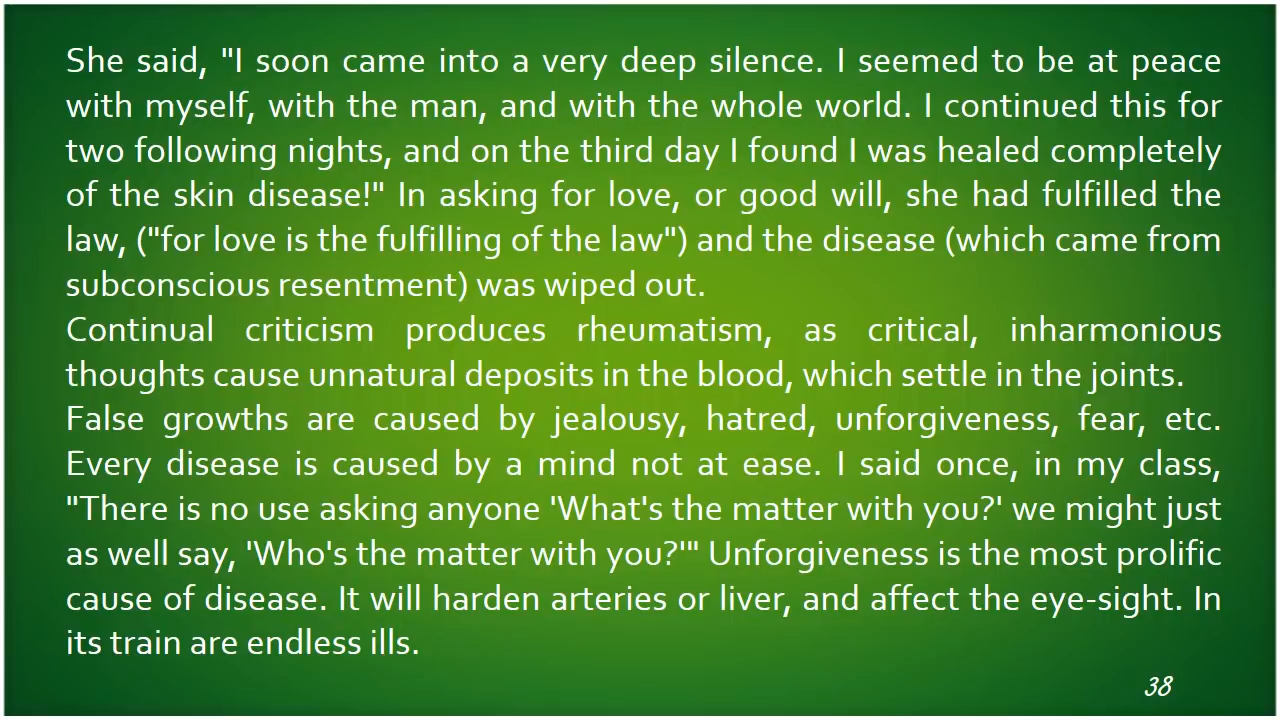 She said, "I soon came into a very deep silence. I seemed to be at peace
with myself, with the man, and with the whole world. I continued this for
two following nights, and on the third day I found I was healed completely
of the skin disease!" In asking for love, or good will, she had fulfilled the
law, ("for love is the fulfilling of the law") and the disease (which came from
subconscious resentment) was wiped out.
Continual criticism produces rheumatism, as critical, inharmonious
thoughts cause unnatural deposits in the blood, which settle in the joints.
False growths are caused by jealousy, hatred, unforgiveness, fear, etc.
Every disease is caused by a mind not at ease. I said once, in my class,
"There is no use asking anyone 'What's the matter with you?' we might just
as well say, 'Who's the matter with you?'" Unforgiveness is the most prolific
cause of disease. It will harden arteries or liver, and affect the eye-sight. In
its train are endless ills.
38